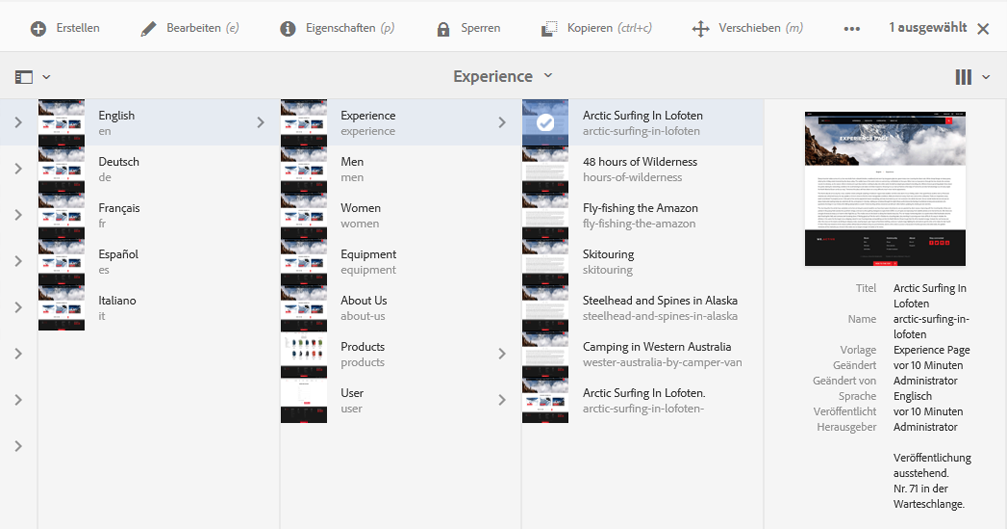 Erstellen
Bearbeiten (e)
Eigenschaften (p)
Sperren
Kopieren (ctrl+c)
Verschieben (m)
1 ausgewählt
Experience
English
en
Deutsch
de
Français
fr
Español
es
Italiano
it
Experience
experience
Men
men
Women
women
Equipment
equipment
About Us
about-us
Products
products
User
user
Arctic Surfing In Lofoten
arctic-surfing-in-lofoten
48 hours of Wilderness
hours-of-wilderness
Fly-fishing the Amazon
fly-fishing-the-amazon
Skitouring
skitouring
Steelhead and Spines in Alaska
steelhead-and-spines-in-alaska
Camping in Western Australia
wester-australia-by-camper-van
Arctic Surfing In Lofoten.
arctic-surfing-in-lofoten-
EXPERIENCE PAGE
Titel Arctic Surfing In
Lofoten
Name arctic-surfing-in-
lofoten
Vorlage Experience Page
Geändert vor 10 Minuten
Geändert von Administrator
Sprache Englisch
Veröffentlicht vor 10 Minuten
Herausgeber Administrator
Veröffentlichung
ausstehend.
Nr. 71 in der
Warteschlange.